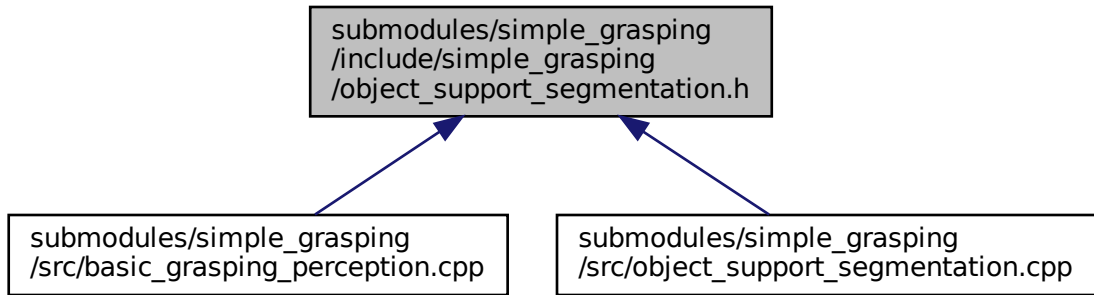 submodules/simple_grasping
/include/simple_grasping
/object_support_segmentation.h
submodules/simple_grasping
/src/basic_grasping_perception.cpp
submodules/simple_grasping
/src/object_support_segmentation.cpp